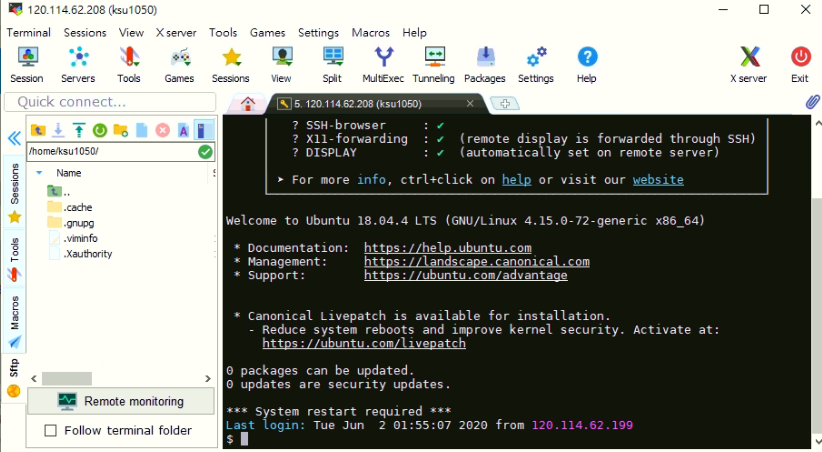 120.114.62.208 (ksu1050)
Terminal Sessions View X server Tools Games Settings Macros Help
Session Servers Tools Games Sessions View Split MultiExec Tunneling Packages Settings Help X server Exit
Quick connect...
5. 120.114.62.208 (ksu1050)
/home/ksu1050/
Name
..
.cache
.gnupg
.viminfo
.Xauthority
Sessions
Tools
Macros
Sftp
Remote monitoring
Follow terminal folder
? SSH-browser : ✔
? X11-forwarding : ✔ (remote display is forwarded through SSH)
? DISPLAY : ✔ (automatically set on remote server)
➤ For more info, ctrl+click on help or visit our website
Welcome to Ubuntu 18.04.4 LTS (GNU/Linux 4.15.0-72-generic x86_64)
* Documentation: https://help.ubuntu.com
* Management: https://landscape.canonical.com
* Support: https://ubuntu.com/advantage
* Canonical Livepatch is available for installation.
- Reduce system reboots and improve kernel security. Activate at:
https://ubuntu.com/livepatch
0 packages can be updated.
0 updates are security updates.
*** System restart required ***
Last login: Tue Jun 2 01:55:07 2020 from 120.114.62.199
$